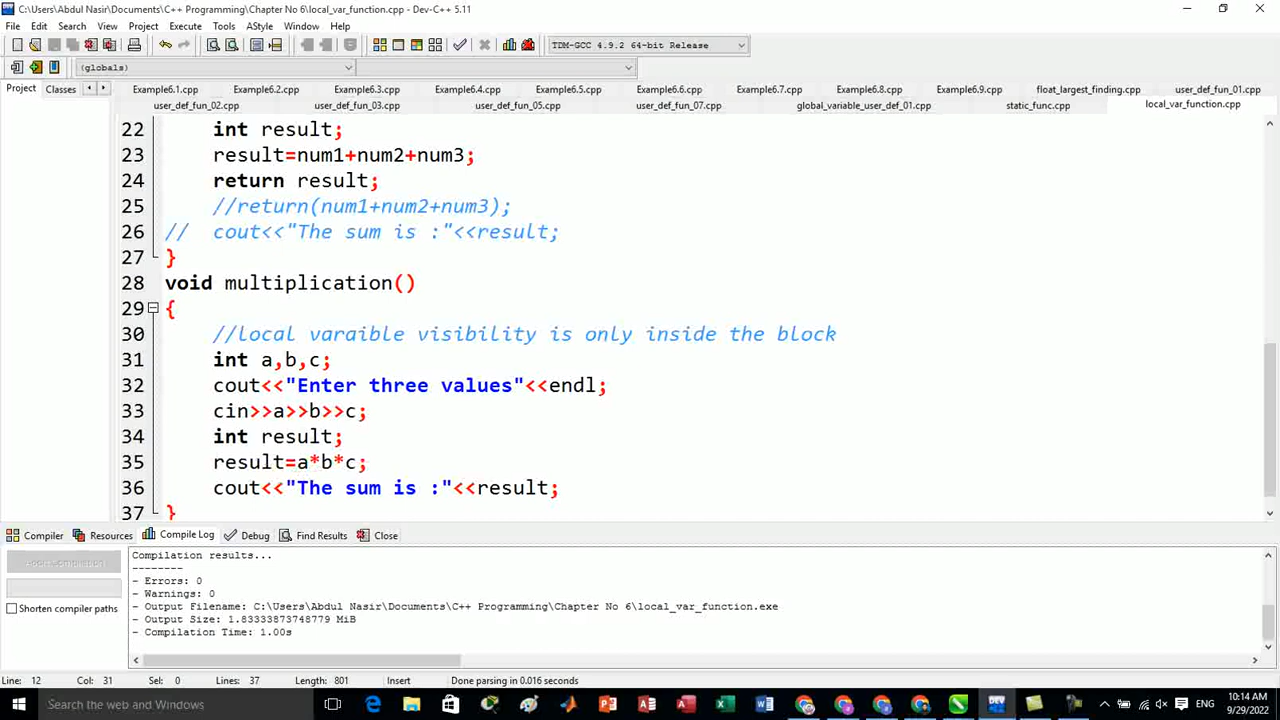 C:\Users\Abdul Nasir\Documents\C++ Programming\Chapter No 6\local_var_function.cpp - Dev-C++ 5.11
File Edit Search View Project Execute Tools AStyle Window Help
TDM-GCC 4.9.2 64-bit Release
(globals)
Project Classes
Example6.1.cpp Example6.2.cpp Example6.3.cpp Example6.4.cpp Example6.5.cpp Example6.6.cpp Example6.7.cpp Example6.8.cpp Example6.9.cpp float_largest_finding.cpp user_def_fun_01.cpp
user_def_fun_02.cpp user_def_fun_03.cpp user_def_fun_05.cpp user_def_fun_07.cpp global_variable_user_def_01.cpp static_func.cpp local_var_function.cpp
22 int result;
23 result=num1+num2+num3;
24 return result;
25 //return(num1+num2+num3);
26 // cout<<"The sum is :"<<result;
27 }
28 void multiplication()
29 {
30 //local varaible visibility is only inside the block
31 int a,b,c;
32 cout<<"Enter three values"<<endl;
33 cin>>a>>b>>c;
34 int result;
35 result=a*b*c;
36 cout<<"The sum is :"<<result;
37 }
Compiler Resources Compile Log Debug Find Results Close
Abort Compilation
Shorten compiler paths
Compilation results...
--------
- Errors: 0
- Warnings: 0
- Output Filename: C:\Users\Abdul Nasir\Documents\C++ Programming\Chapter No 6\local_var_function.exe
- Output Size: 1.83333873748779 MiB
- Compilation Time: 1.00s
Line: 12 Col: 31 Sel: 0 Lines: 37 Length: 801 Insert Done parsing in 0.016 seconds
Search the web and Windows
DEV
ENG
10:14 AM
9/29/2022